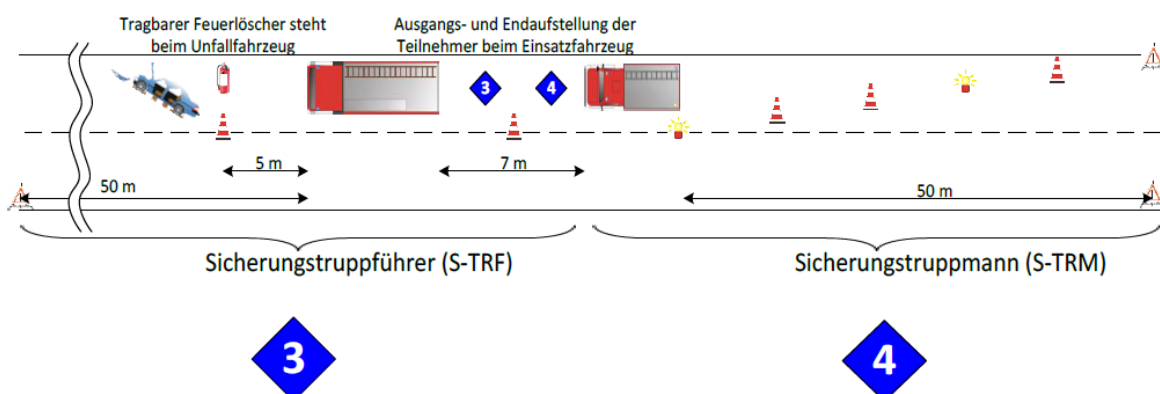 Tragbarer Feuerlöscher steht
beim Unfallfahrzeug
Ausgangs- und Endaufstellung der
Teilnehmer beim Einsatzfahrzeug
3
4
5 m
7 m
50 m
50 m
Sicherungstruppführer (S-TRF)
Sicherungstruppmann (S-TRM)
3
4